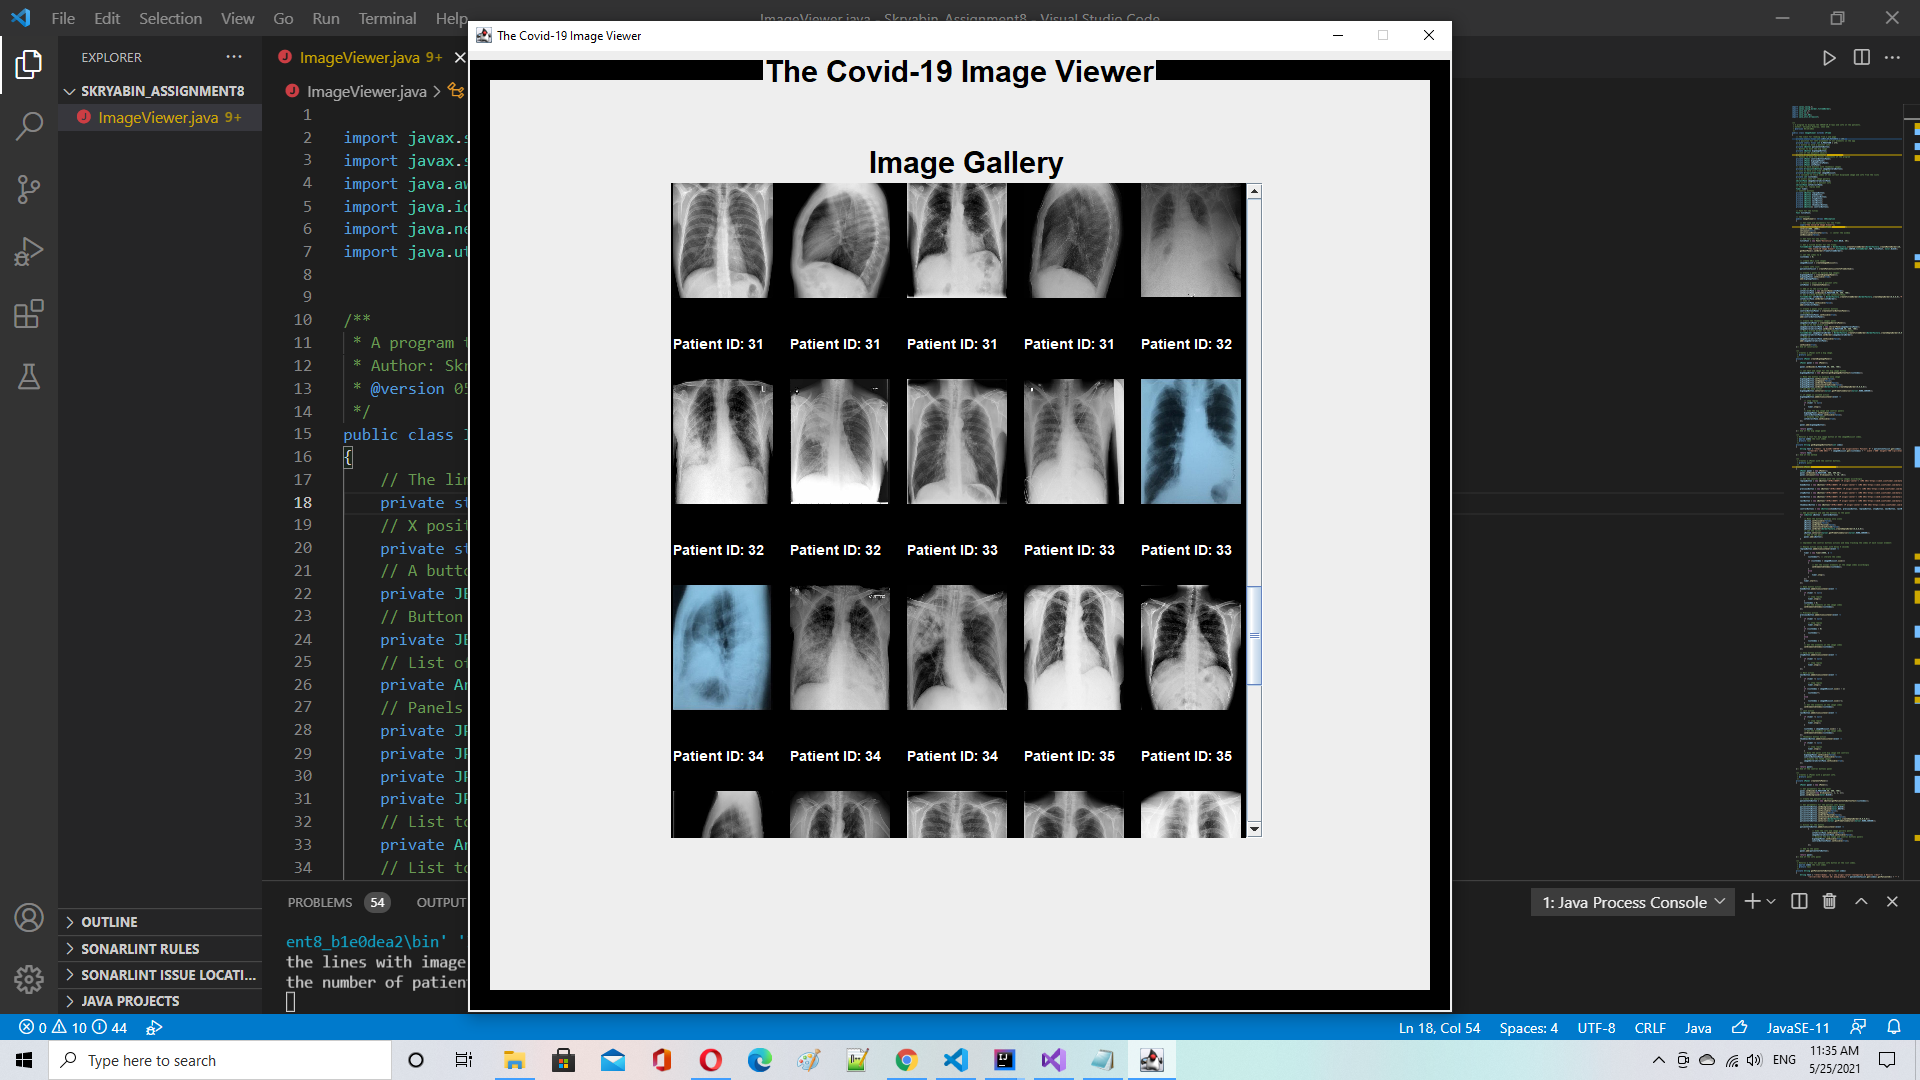 File Edit Selection View Go Run Terminal Help
The Covid-19 Image Viewer
EXPLORER
SKRYABIN_ASSIGNMENT8
ImageViewer.java 9+
ImageViewer.java 9+
ImageViewer.java
1
2 import javax.s
3 import javax.s
4 import java.aw
5 import java.io
6 import java.ne
7 import java.ut
8
9
10 /**
11 * A program t
12 * Author: Skr
13 * @version 05
14 */
15 public class I
16 {
17 // The lin
18 private st
19 // X posit
20 private st
21 // A butto
22 private JB
23 // Button
24 private JB
25 // List of
26 private Ar
27 // Panels
28 private JP
29 private JP
30 private JP
31 private JP
32 // List to
33 private Ar
34 // List to
The Covid-19 Image Viewer
Image Gallery
Patient ID: 31 Patient ID: 31 Patient ID: 31 Patient ID: 31 Patient ID: 32
Patient ID: 32 Patient ID: 32 Patient ID: 33 Patient ID: 33 Patient ID: 33
Patient ID: 34 Patient ID: 34 Patient ID: 34 Patient ID: 35 Patient ID: 35
OUTLINE
SONARLINT RULES
SONARLINT ISSUE LOCATI...
JAVA PROJECTS
PROBLEMS 54 OUTPUT
1: Java Process Console
ent8_b1e0dea2\bin' '
the lines with image
the number of patien
0 10 44
Ln 18, Col 54 Spaces: 4 UTF-8 CRLF Java JavaSE-11
Type here to search
ENG
11:35 AM
5/25/2021